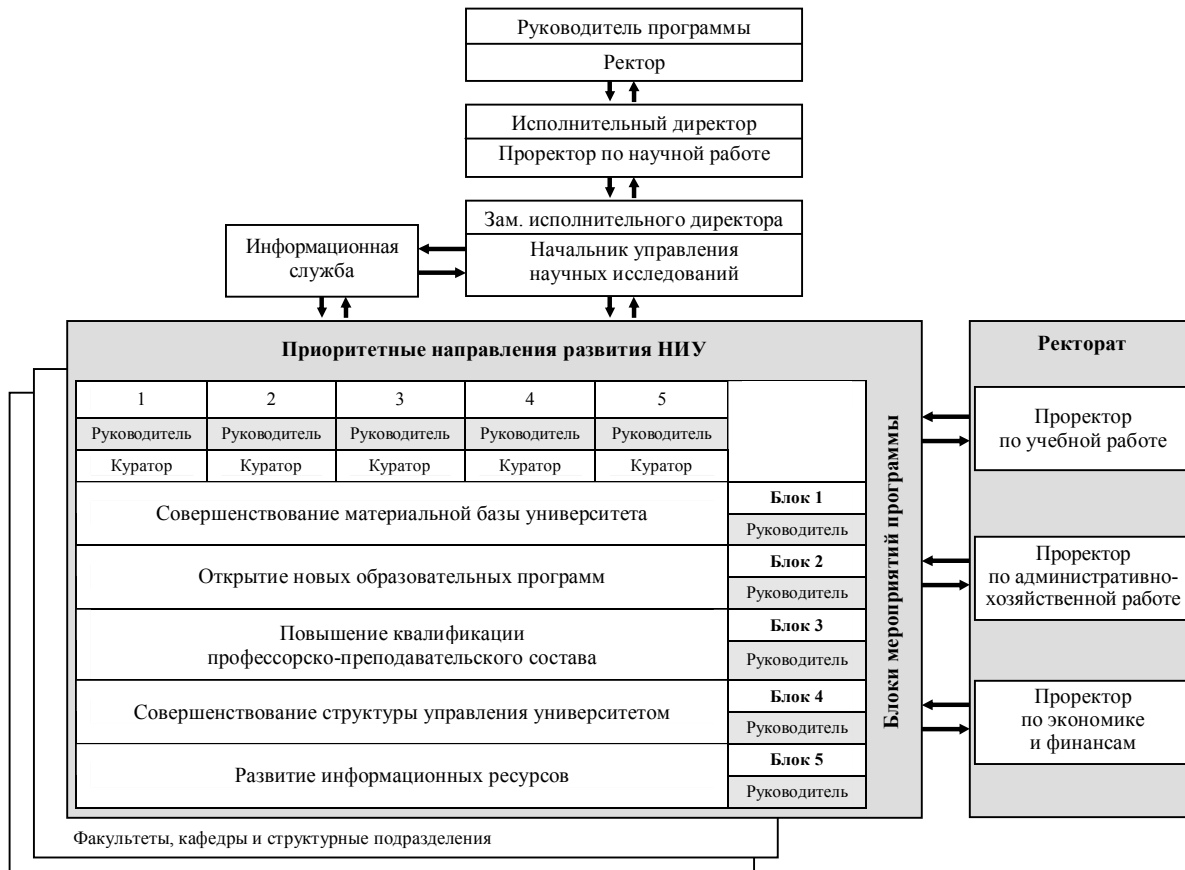 Руководитель программы
Ректор
Исполнительный директор
Проректор по научной работе
Зам. исполнительного директора
Начальник управления
научных исследований
Информационная
служба
Приоритетные направления развития НИУ
1 2 3 4 5
Руководитель Руководитель Руководитель Руководитель Руководитель
Куратор Куратор Куратор Куратор Куратор
Совершенствование материальной базы университета
Блок 1
Руководитель
Открытие новых образовательных программ
Блок 2
Руководитель
Повышение квалификации
профессорско-преподавательского состава
Блок 3
Руководитель
Совершенствование структуры управления университетом
Блок 4
Руководитель
Развитие информационных ресурсов
Блок 5
Руководитель
Блоки мероприятий программы
Ректорат
Проректор
по учебной работе
Проректор
по административно-
хозяйственной работе
Проректор
по экономике
и финансам
Факультеты, кафедры и структурные подразделения